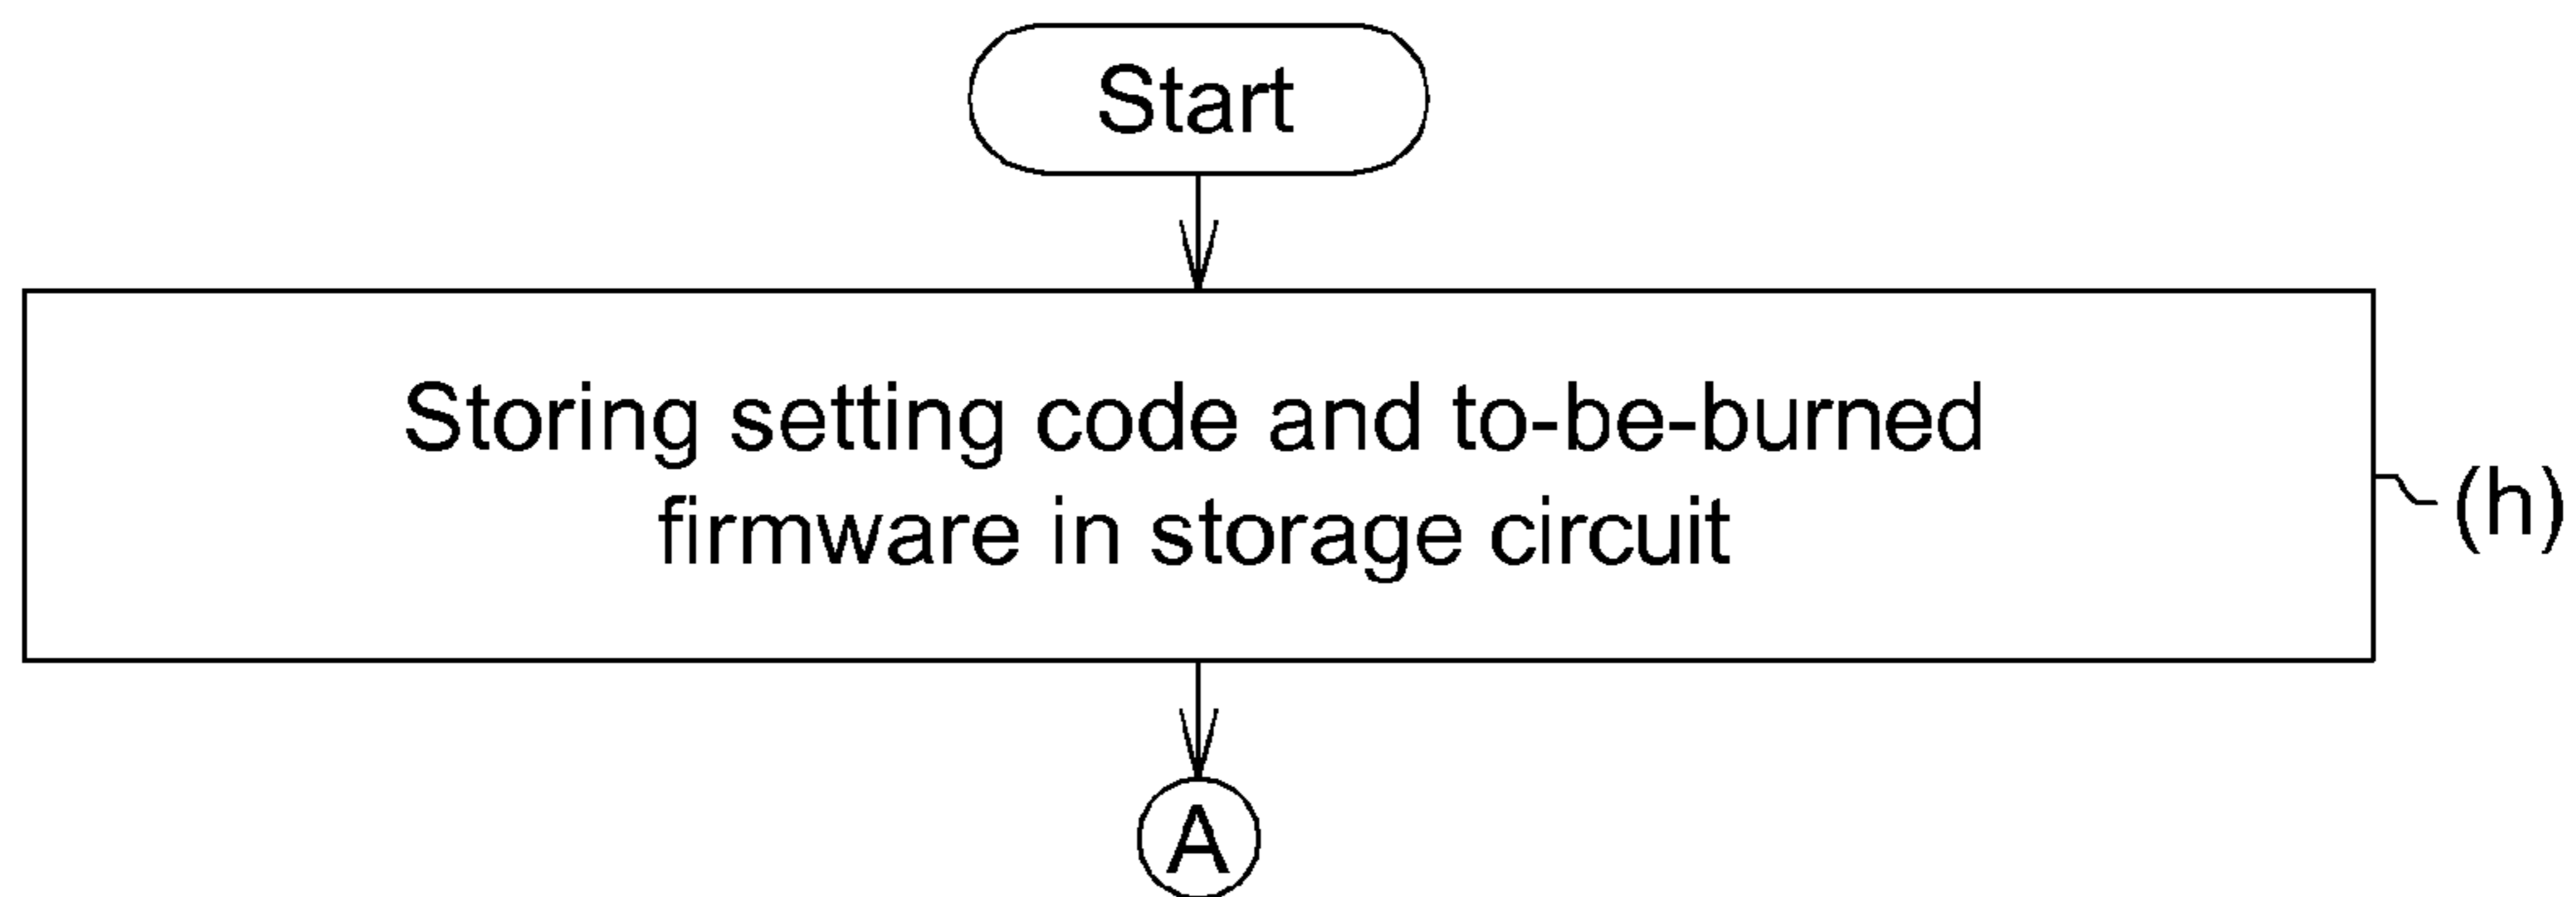 Start
Storing setting code and to-be-burned
firmware in storage circuit
(h)
A